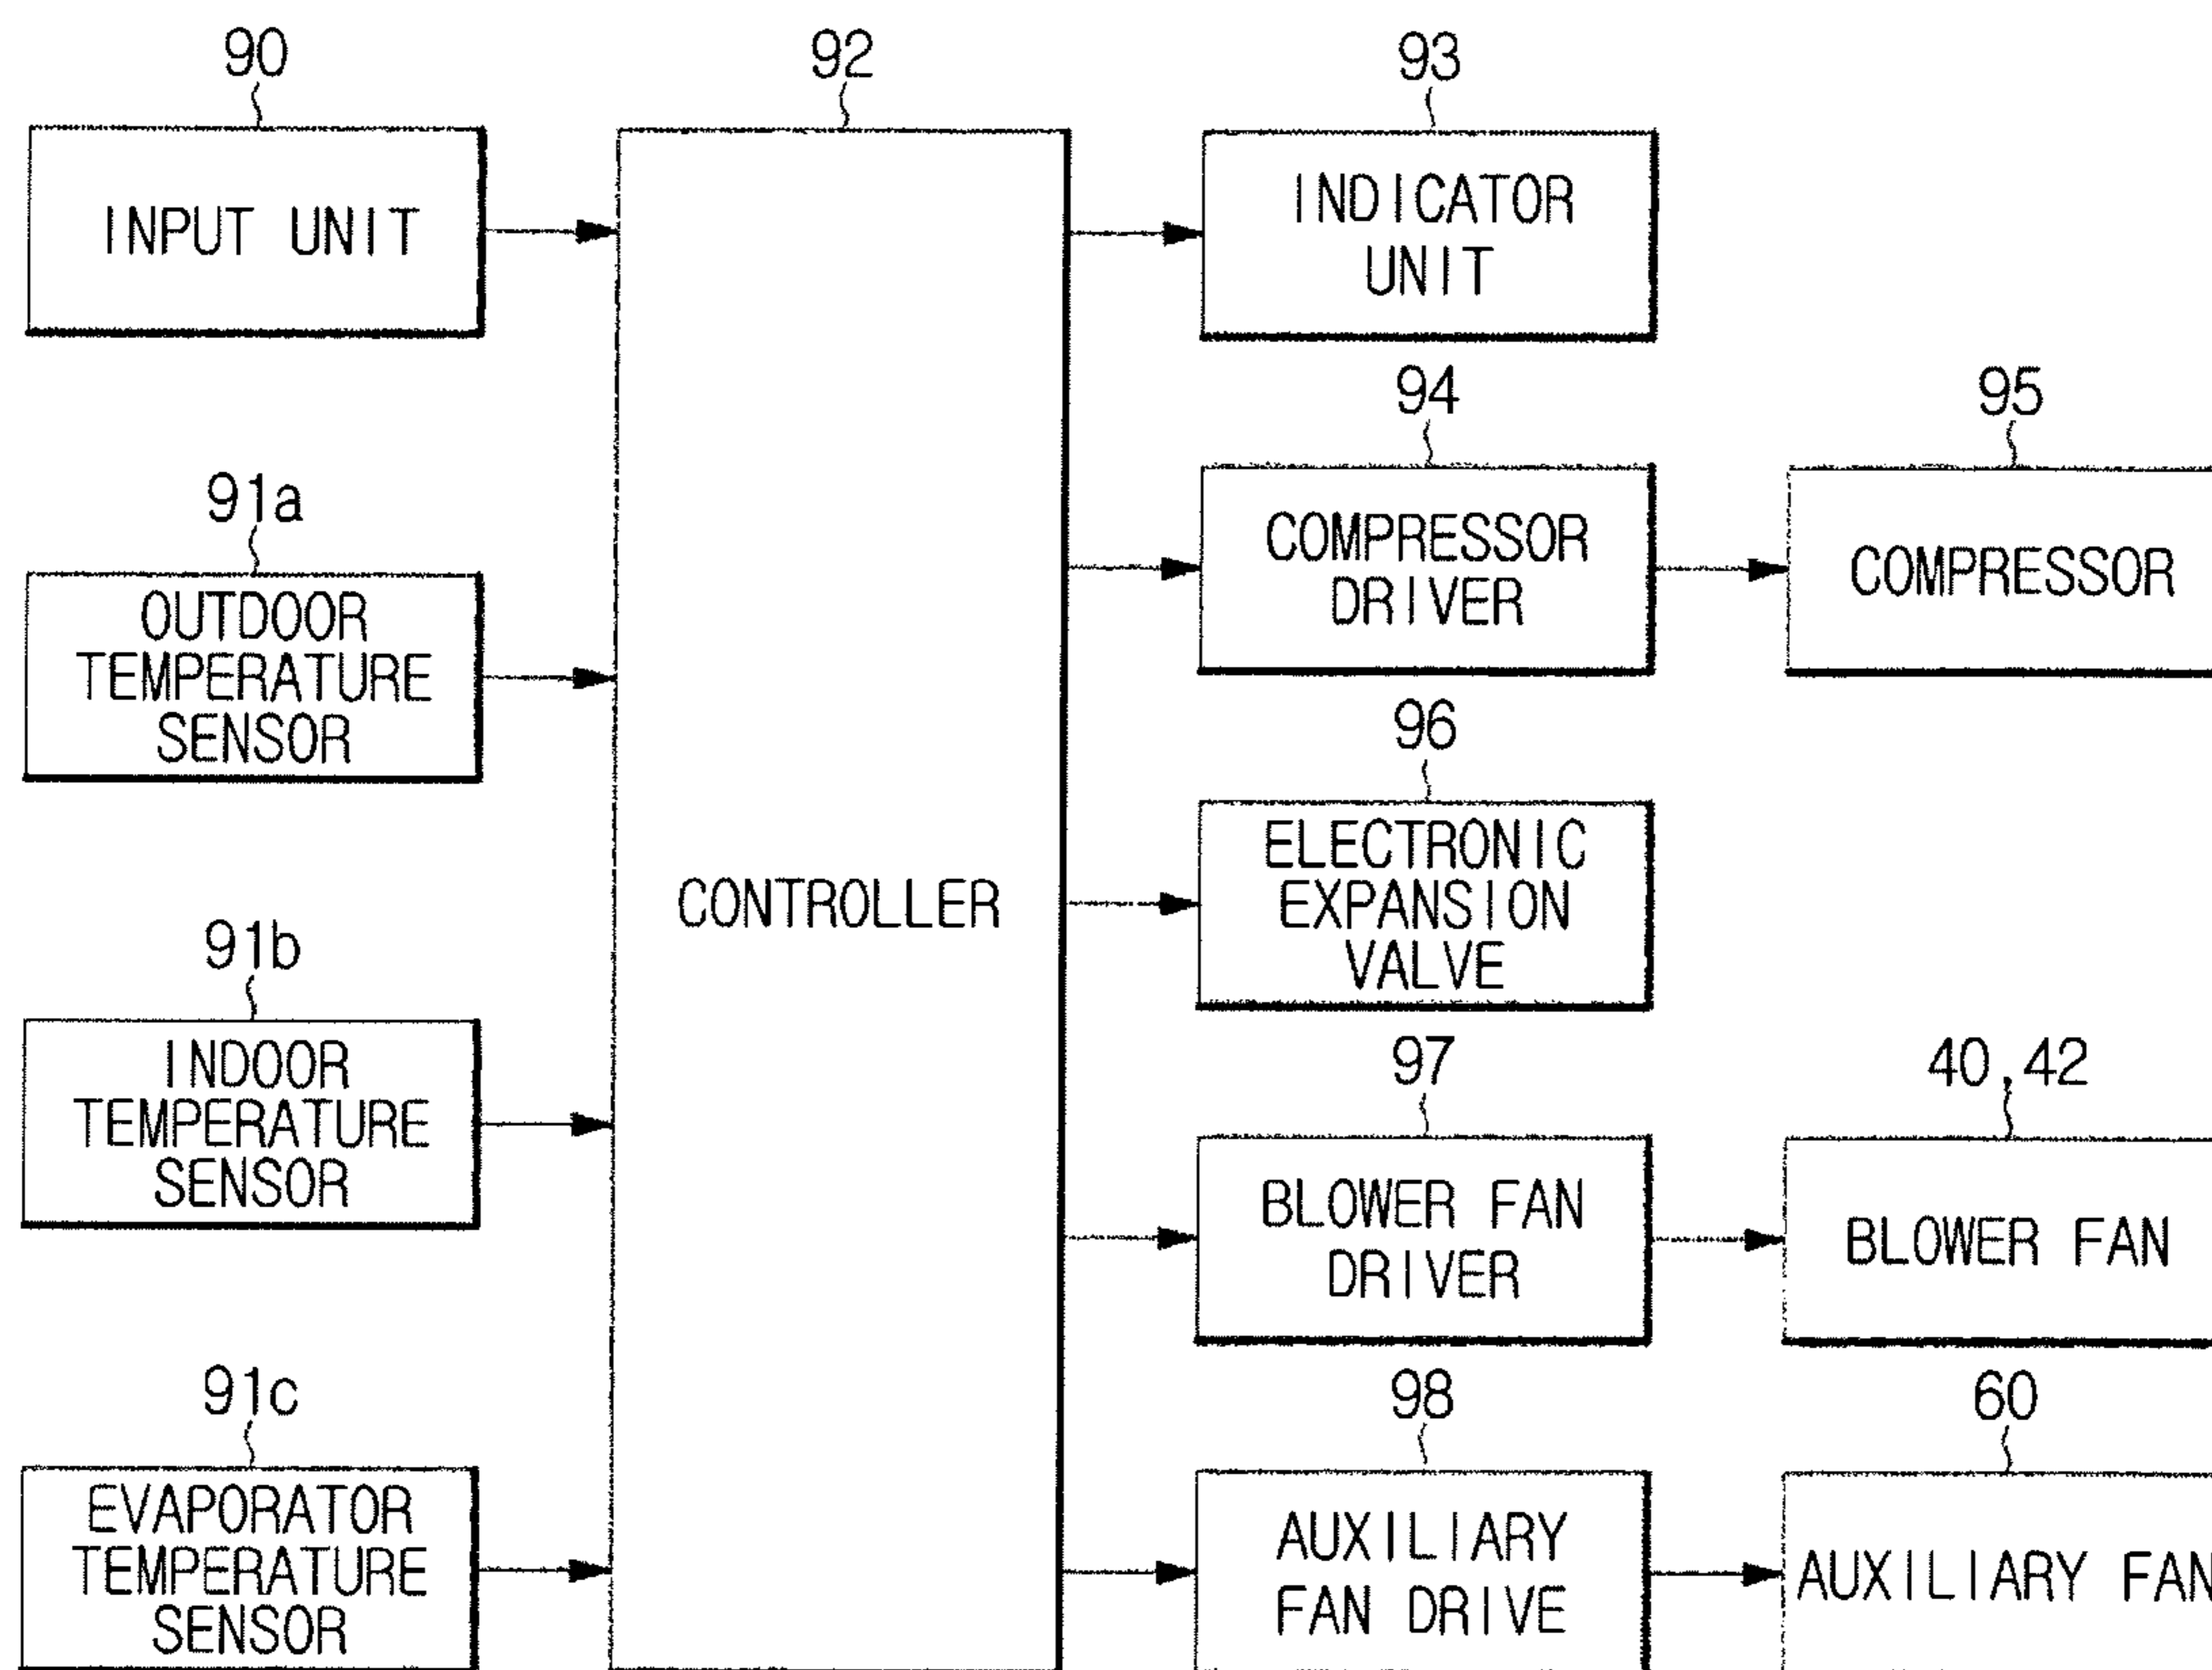 90
INPUT UNIT
91a
OUTDOOR
TEMPERATURE
SENSOR
91b
INDOOR
TEMPERATURE
SENSOR
91c
EVAPORATOR
TEMPERATURE
SENSOR
92
CONTROLLER
93
INDICATOR
UNIT
94
COMPRESSOR
DRIVER
95
COMPRESSOR
96
ELECTRONIC
EXPANSION
VALVE
97
BLOWER FAN
DRIVER
40,42
BLOWER FAN
98
AUXILIARY
FAN DRIVE
60
AUXILIARY FAN